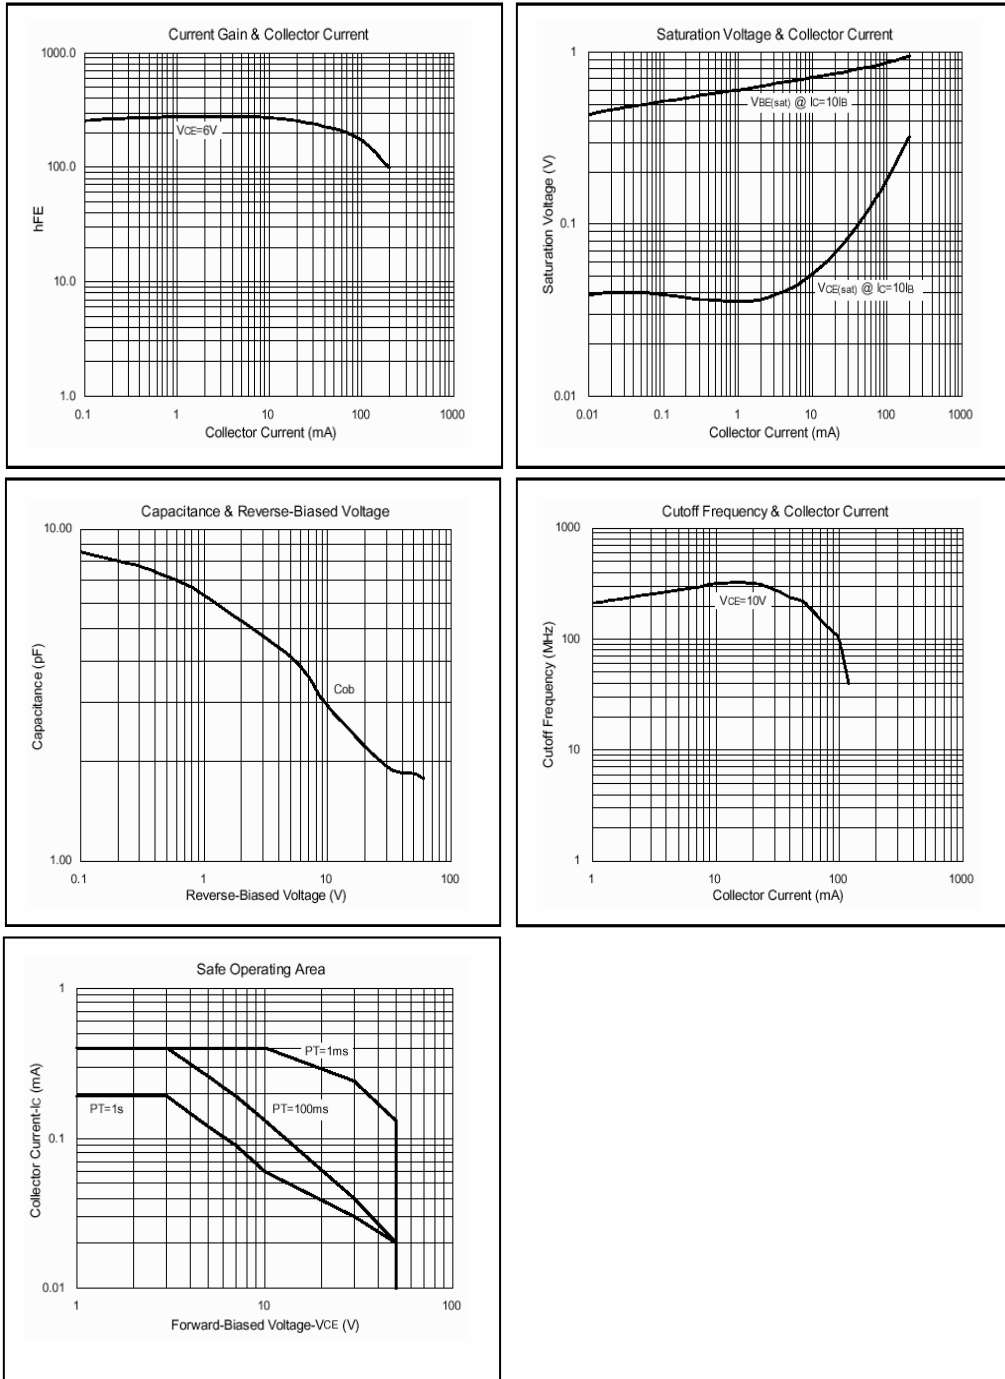 Current Gain & Collector Current
1000.0
100.0
10.0
1.0
hFE
VCE=6V
0.1 1 10 100 1000
Collector Current (mA)
Saturation Voltage & Collector Current
1
0.1
0.01
Saturation Voltage (V)
VBE(sat) @ IC=10IB
VCE(sat) @ IC=10IB
0.01 0.1 1 10 100 1000
Collector Current (mA)
Capacitance & Reverse-Biased Voltage
10.00
1.00
Capacitance (pF)
Cob
0.1 1 10 100
Reverse-Biased Voltage (V)
Cutoff Frequency & Collector Current
1000
100
10
1
Cutoff Frequency (MHz)
VCE=10V
1 10 100 1000
Collector Current (mA)
Safe Operating Area
1
0.1
0.01
Collector Current-IC (mA)
PT=1ms
PT=100ms
PT=1s
1 10 100
Forward-Biased Voltage-VCE (V)